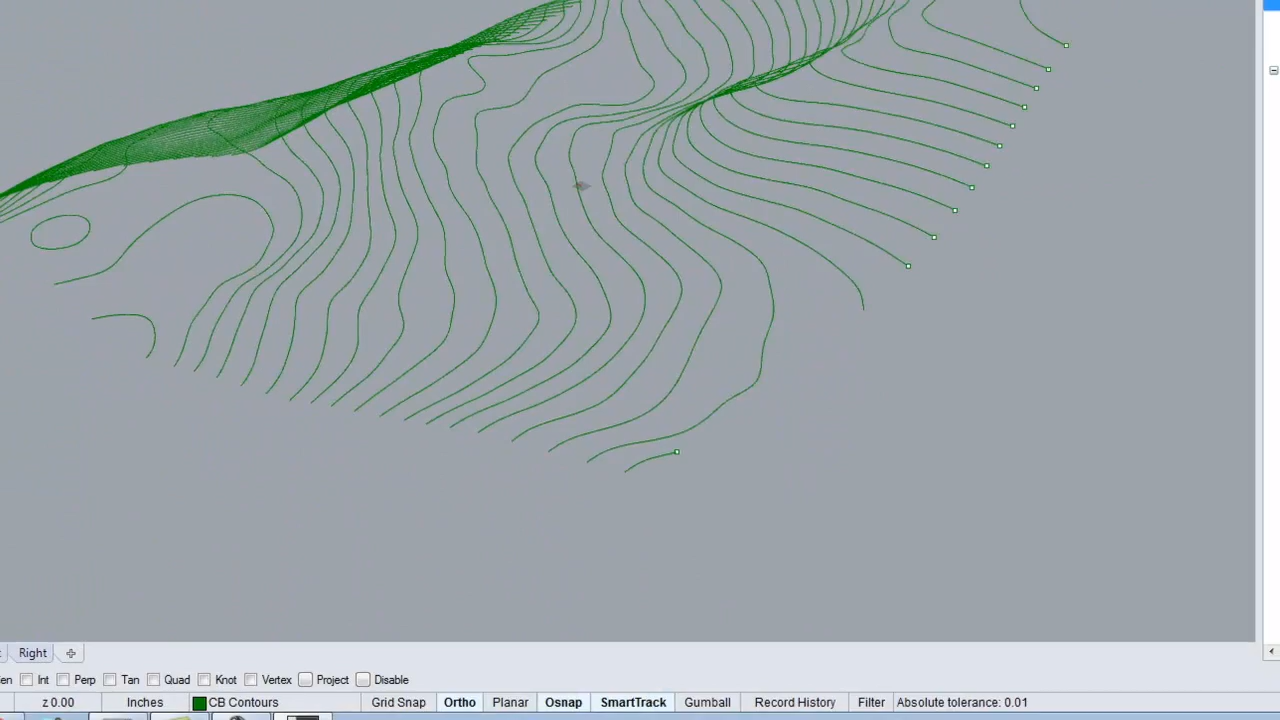 Right
Int Perp Tan Quad Knot Vertex Project Disable
z 0.00 Inches CB Contours Grid Snap Ortho Planar Osnap SmartTrack Gumball Record History Filter Absolute tolerance: 0.01